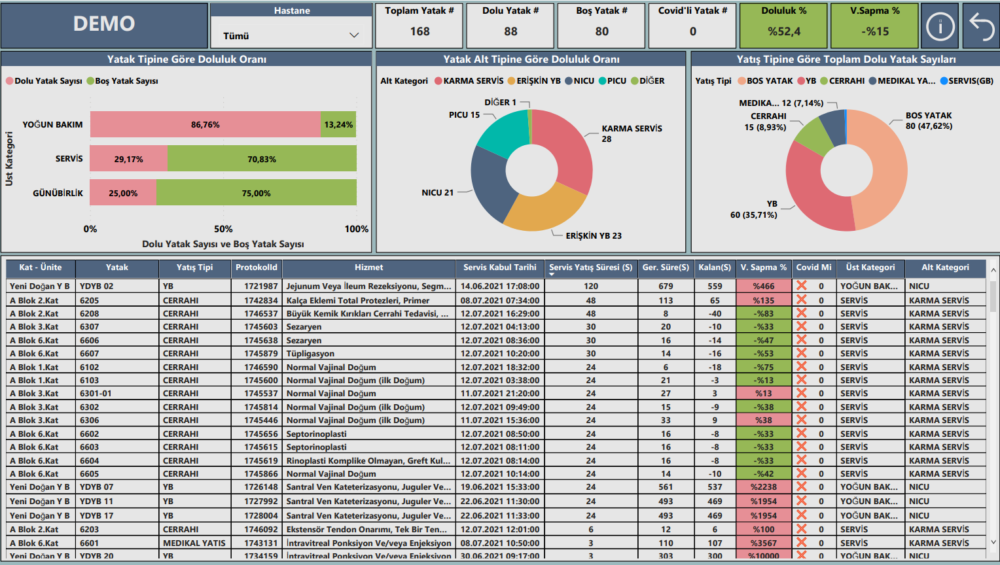 DEMO
Hastane
Tümü
Toplam Yatak #
168
Dolu Yatak #
88
Boş Yatak #
80
Covid'li Yatak #
0
Doluluk %
%52,4
V.Sapma %
-%15
Yatak Tipine Göre Doluluk Oranı
Dolu Yatak Sayısı Boş Yatak Sayısı
Üst Kategori
YOĞUN BAKIM 86,76% 13,24%
SERVİS 29,17% 70,83%
GÜNÜBİRLİK 25,00% 75,00%
0% 50% 100%
Dolu Yatak Sayısı ve Boş Yatak Sayısı
Yatak Alt Tipine Göre Doluluk Oranı
Alt Kategori KARMA SERVİS ERİŞKİN YB NICU PICU DİĞER
DİĞER 1
PICU 15
KARMA SERVİS
28
NICU 21
ERİŞKİN YB 23
Yatış Tipine Göre Toplam Dolu Yatak Sayıları
Yatış Tipi BOS YATAK YB CERRAHI MEDIKAL YA... SERVIS(GB)
MEDIKA... 12 (7,14%)
CERRAHI
15 (8,93%)
BOS YATAK
80 (47,62%)
YB
60 (35,71%)
Kat - Ünite Yatak Yatış Tipi ProtokolId Hizmet Servis Kabul Tarihi Servis Yatış Süresi (S) Ger. Süre(S) Kalan(S) V. Sapma % Covid Mi Üst Kategori Alt Kategori
Yeni Doğan Y B YDYB 02 YB 1721987 Jejunum Veya İleum Rezeksiyonu, Segm... 14.06.2021 17:08:00 120 679 559 %466 ❌ 0 YOĞUN BAK... NICU
A Blok 2.Kat 6205 CERRAHI 1742834 Kalça Eklemi Total Protezleri, Primer 08.07.2021 07:34:00 48 113 65 %135 ❌ 0 SERVİS KARMA SERVİS
A Blok 2.Kat 6208 CERRAHI 1746537 Büyük Kemik Kırıkları Cerrahi Tedavisi, ... 12.07.2021 16:29:00 48 8 -40 -%83 ❌ 0 SERVİS KARMA SERVİS
A Blok 3.Kat 6307 CERRAHI 1745603 Sezaryen 12.07.2021 04:13:00 30 20 -10 -%33 ❌ 0 SERVİS KARMA SERVİS
A Blok 6.Kat 6606 CERRAHI 1745638 Sezaryen 12.07.2021 08:36:00 30 16 -14 -%47 ❌ 0 SERVİS KARMA SERVİS
A Blok 6.Kat 6607 CERRAHI 1745879 Tüpligasyon 12.07.2021 10:20:00 30 14 -16 -%53 ❌ 0 SERVİS KARMA SERVİS
A Blok 1.Kat 6102 CERRAHI 1746590 Normal Vajinal Doğum 12.07.2021 18:32:00 24 6 -18 -%75 ❌ 0 SERVİS KARMA SERVİS
A Blok 1.Kat 6103 CERRAHI 1745600 Normal Vajinal Doğum (ilk Doğum) 12.07.2021 03:38:00 24 21 -3 -%13 ❌ 0 SERVİS KARMA SERVİS
A Blok 3.Kat 6301-01 CERRAHI 1745537 Normal Vajinal Doğum 11.07.2021 21:20:00 24 27 3 %13 ❌ 0 SERVİS KARMA SERVİS
A Blok 3.Kat 6302 CERRAHI 1745814 Normal Vajinal Doğum (ilk Doğum) 12.07.2021 09:49:00 24 15 -9 -%38 ❌ 0 SERVİS KARMA SERVİS
A Blok 3.Kat 6306 CERRAHI 1745446 Normal Vajinal Doğum (ilk Doğum) 11.07.2021 15:36:00 24 33 9 %38 ❌ 0 SERVİS KARMA SERVİS
A Blok 6.Kat 6602 CERRAHI 1745656 Septorinoplasti 12.07.2021 08:50:00 24 16 -8 -%33 ❌ 0 SERVİS KARMA SERVİS
A Blok 6.Kat 6603 CERRAHI 1745615 Septorinoplasti 12.07.2021 08:11:00 24 16 -8 -%33 ❌ 0 SERVİS KARMA SERVİS
A Blok 6.Kat 6604 CERRAHI 1745619 Rinoplasti Komplike Olmayan, Greft Kul... 12.07.2021 08:14:00 24 16 -8 -%33 ❌ 0 SERVİS KARMA SERVİS
A Blok 6.Kat 6605 CERRAHI 1745866 Normal Vajinal Doğum 12.07.2021 10:14:00 24 14 -10 -%42 ❌ 0 SERVİS KARMA SERVİS
Yeni Doğan Y B YDYB 07 YB 1726148 Santral Ven Kateterizasyonu, Juguler Ve... 19.06.2021 15:33:00 24 561 537 %2238 ❌ 0 YOĞUN BAK... NICU
Yeni Doğan Y B YDYB 11 YB 1727992 Santral Ven Kateterizasyonu, Juguler Ve... 22.06.2021 11:30:00 24 493 469 %1954 ❌ 0 YOĞUN BAK... NICU
Yeni Doğan Y B YDYB 17 YB 1728004 Santral Ven Kateterizasyonu, Juguler Ve... 22.06.2021 11:33:00 24 493 469 %1954 ❌ 0 YOĞUN BAK... NICU
A Blok 2.Kat 6203 CERRAHI 1746092 Ekstensör Tendon Onarımı, Tek Bir Ten... 12.07.2021 12:01:00 6 12 6 %100 ❌ 0 SERVİS KARMA SERVİS
A Blok 6.Kat 6601 MEDIKAL YATIS 1743131 İntravitreal Ponksiyon Ve/veya Enjeksiyon 08.07.2021 10:50:00 3 110 107 %3567 ❌ 0 SERVİS KARMA SERVİS
Yeni Doğan Y B YDYB 20 YB 1734159 İntravitreal Ponksiyon Ve/veya Enjeksiyon 30.06.2021 09:17:00 3 303 300 %10000 ❌ 0 YOĞUN BAK... NICU